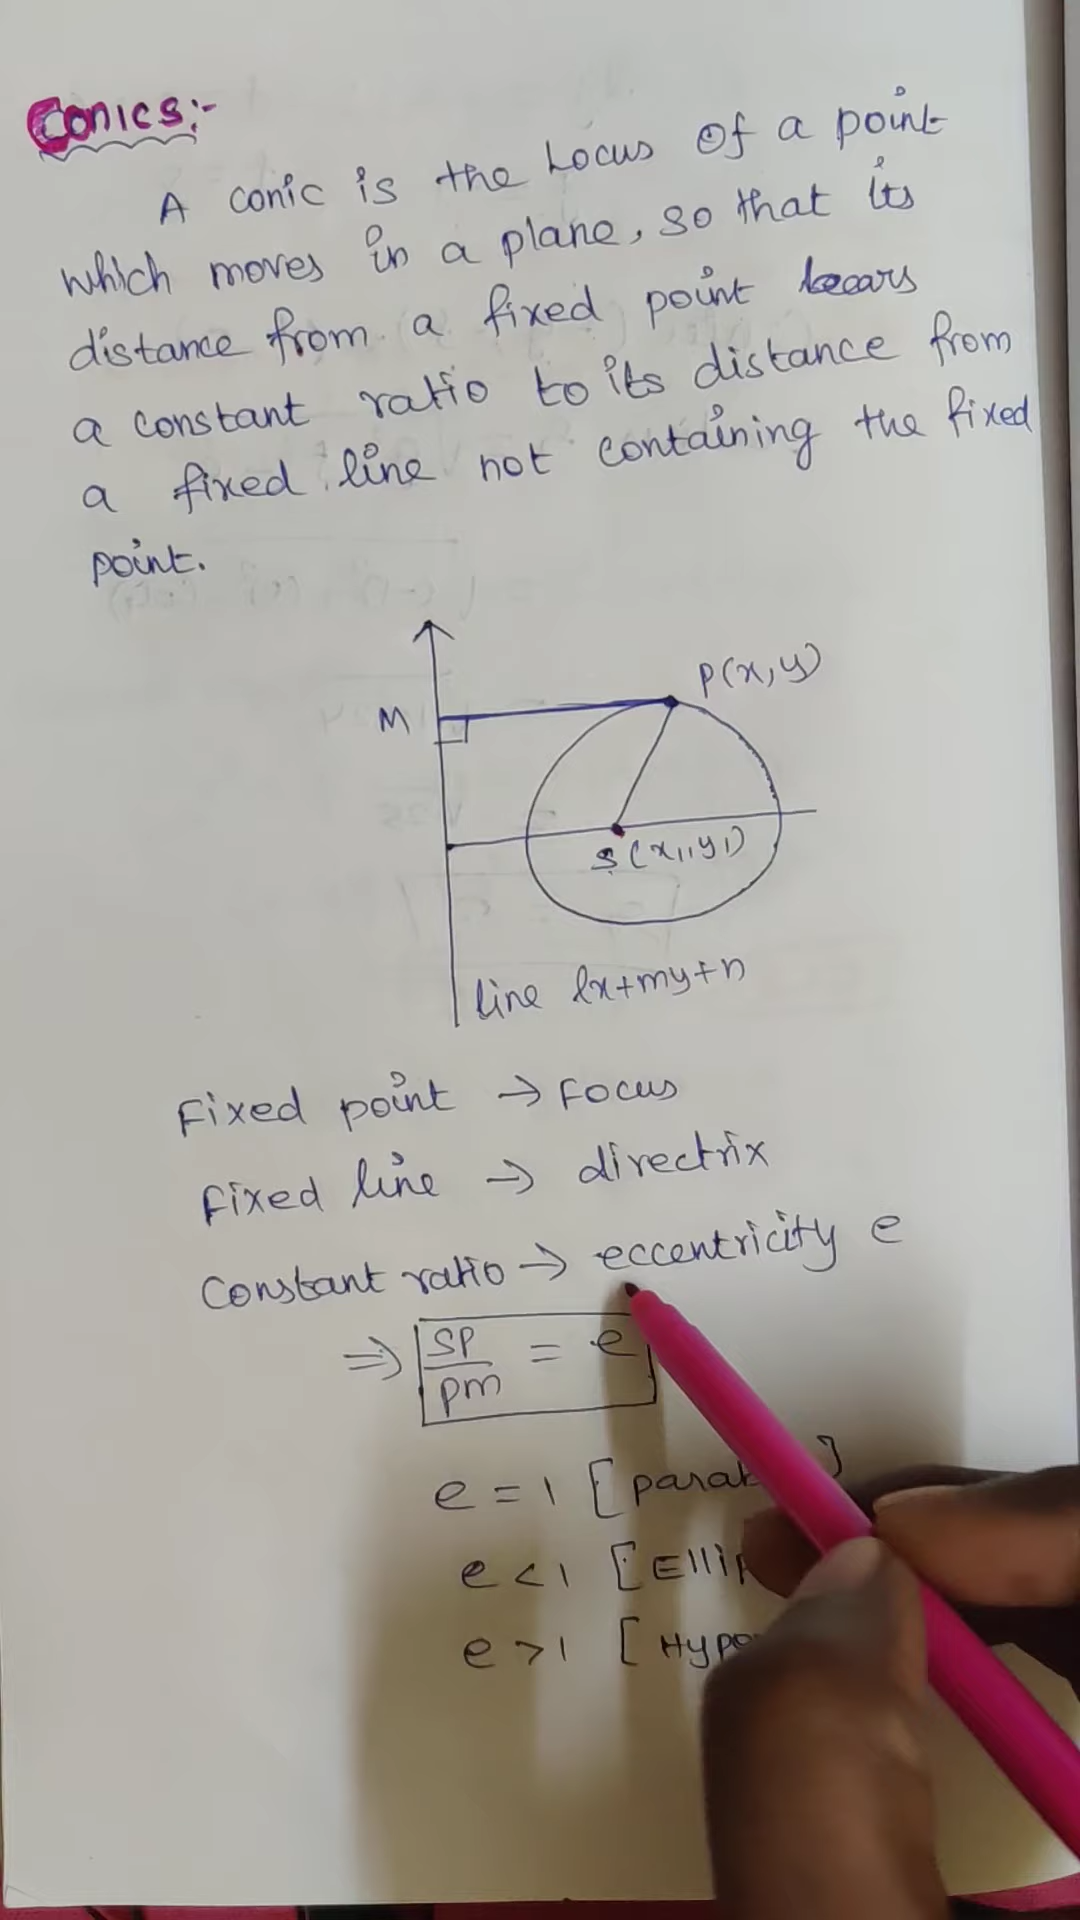 Conics:-
A conic is the Locus of a point
which moves in a plane, so that its
distance from a fixed point bears
a constant ratio to its distance from
a fixed line not containing the fixed
point.
P(x,y)
M
S(x₁,y₁)
line lx+my+n
Fixed point → Focus
Fixed line → directrix
Constant ratio → eccentricity e
⇒ SP/PM = e
e = 1 [ ]
e < 1 [
e > 1 [